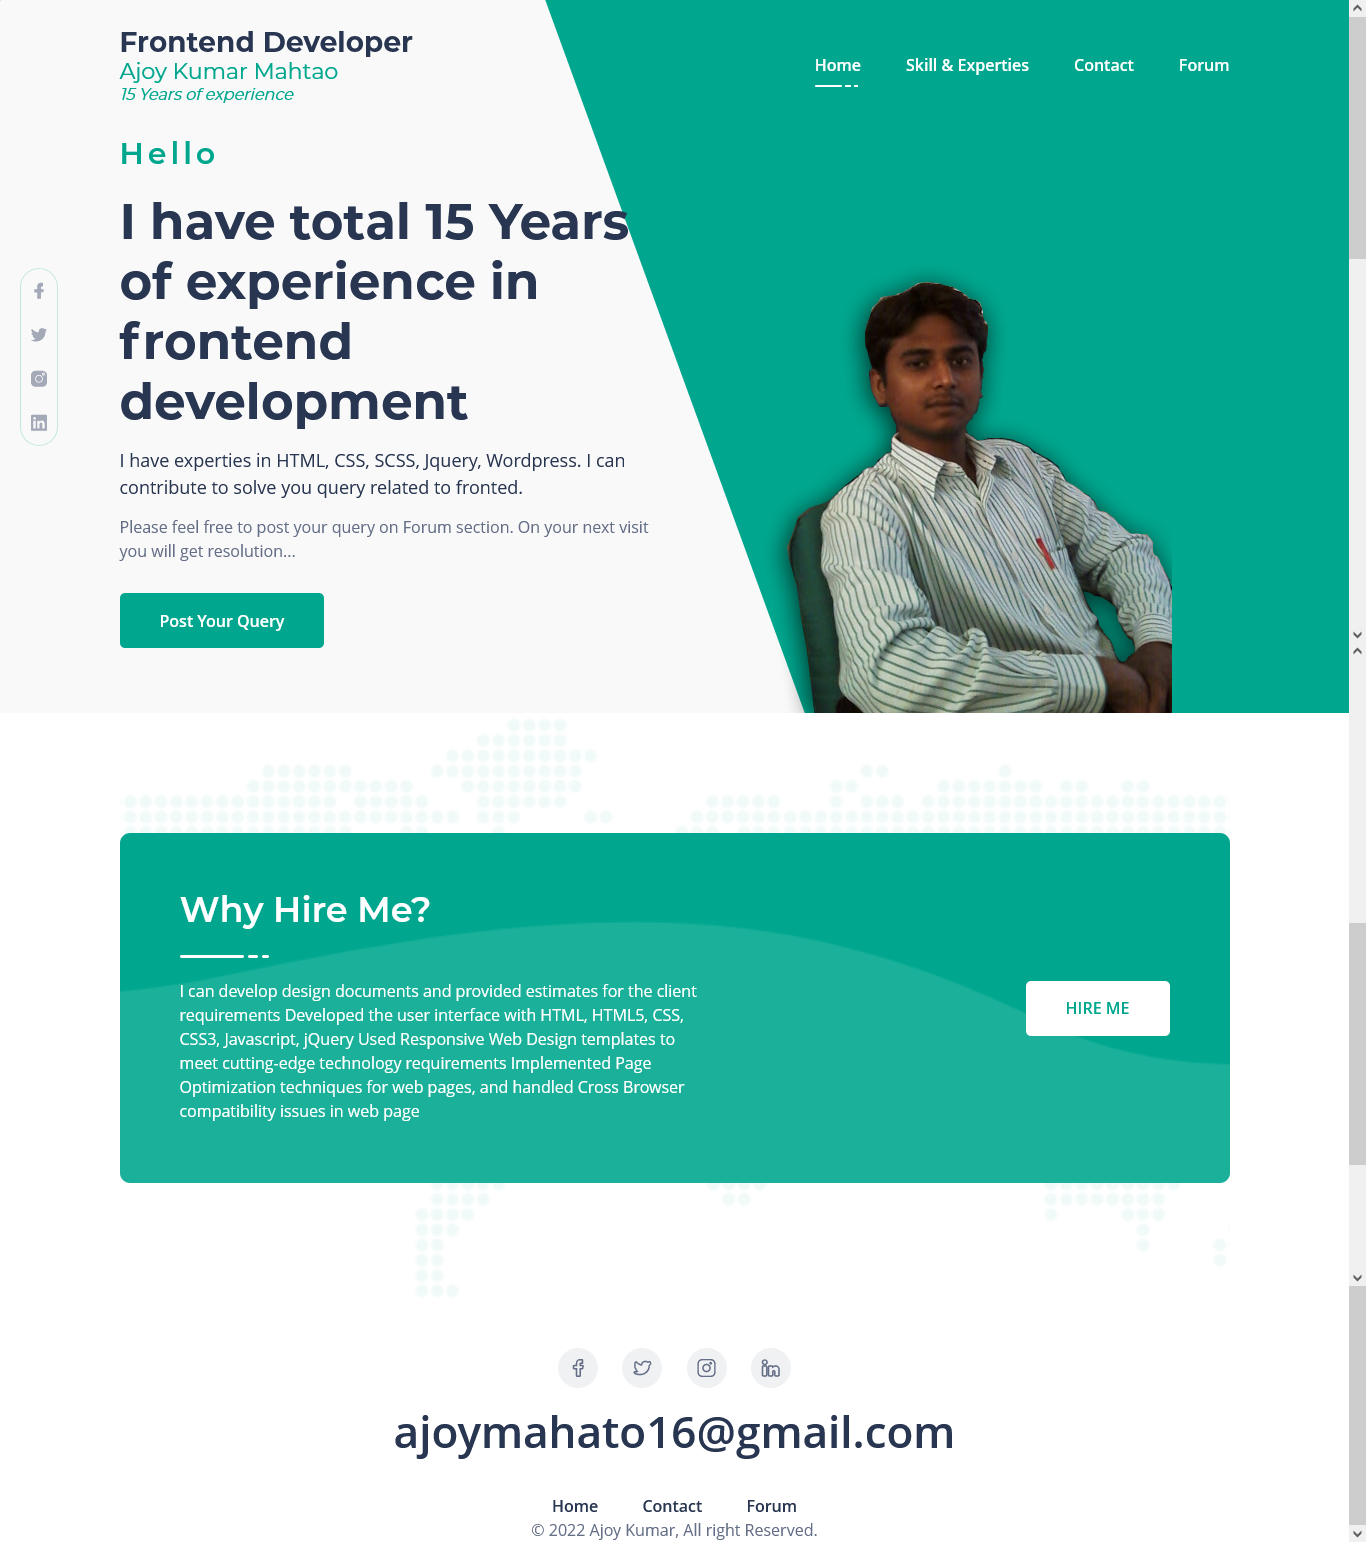 Frontend Developer
Ajoy Kumar Mahtao
15 Years of experience
Home
Skill & Experties
Contact
Forum
Hello
I have total 15 Years
of experience in
frontend
development
I have experties in HTML, CSS, SCSS, Jquery, Wordpress. I can
contribute to solve you query related to fronted.
Please feel free to post your query on Forum section. On your next visit
you will get resolution...
Post Your Query
Why Hire Me?
I can develop design documents and provided estimates for the client
requirements Developed the user interface with HTML, HTML5, CSS,
CSS3, Javascript, jQuery Used Responsive Web Design templates to
meet cutting-edge technology requirements Implemented Page
Optimization techniques for web pages, and handled Cross Browser
compatibility issues in web page
HIRE ME
ajoymahato16@gmail.com
Home
Contact
Forum
© 2022 Ajoy Kumar, All right Reserved.